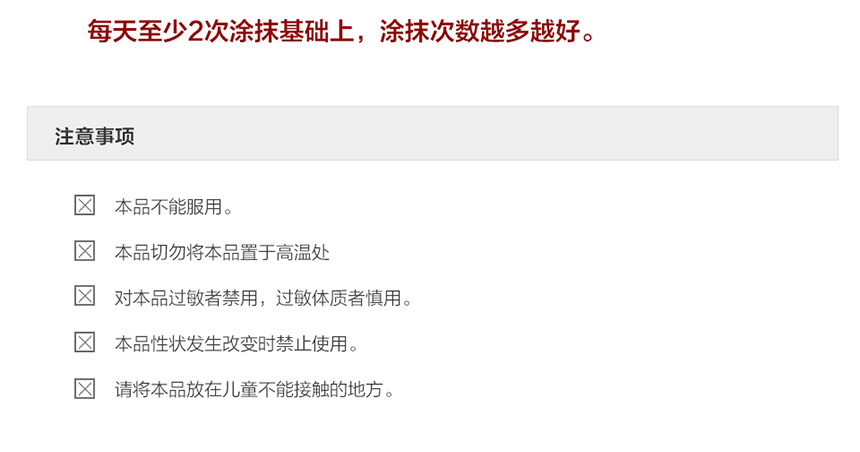 每天至少2次涂抹基础上，涂抹次数越多越好。
注意事项
本品不能服用。
本品切勿将本品置于高温处
对本品过敏者禁用，过敏体质者慎用。
本品性状发生改变时禁止使用。
请将本品放在儿童不能接触的地方。